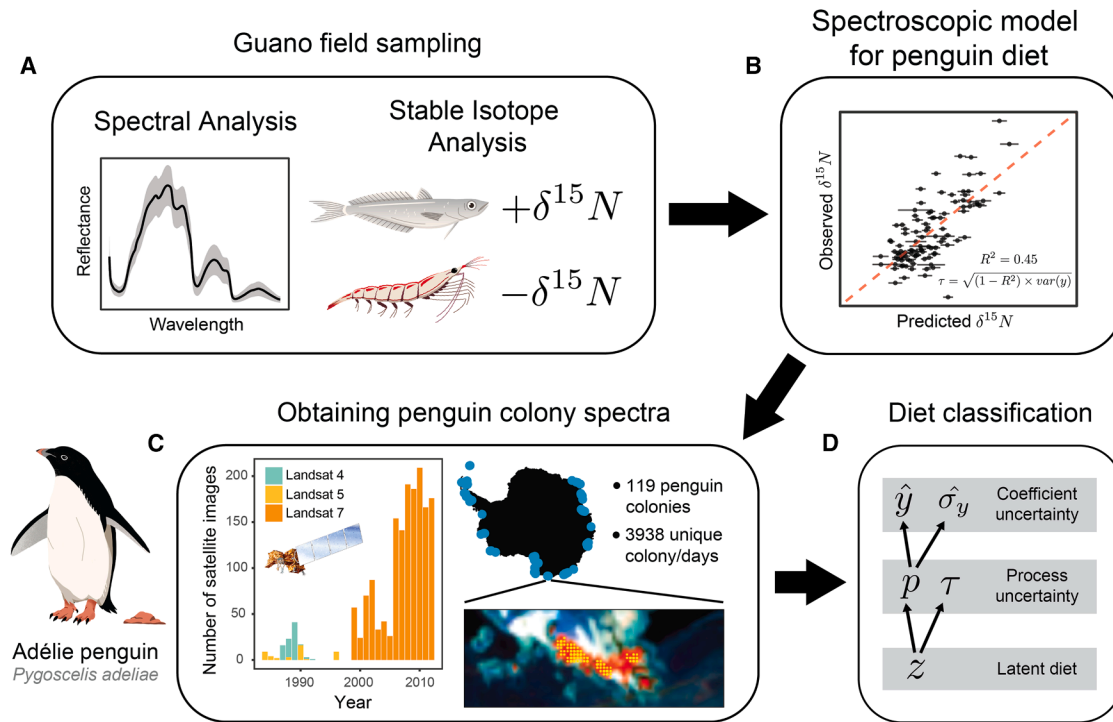 Guano field sampling
A
Spectral Analysis
Reflectance
Wavelength
Stable Isotope
Analysis
+δ¹⁵N
−δ¹⁵N
Spectroscopic model
for penguin diet
B
Observed δ¹⁵N
R² = 0.45
τ = √(1 − R²) × var(y)
Predicted δ¹⁵N
Adélie penguin
Pygoscelis adeliae
Obtaining penguin colony spectra
C
Number of satellite images
200
150
100
50
0
Landsat 4
Landsat 5
Landsat 7
1990
2000
2010
Year
• 119 penguin
colonies
• 3938 unique
colony/days
Diet classification
D
ŷ σ̂_y Coefficient
uncertainty
p τ Process
uncertainty
z Latent diet